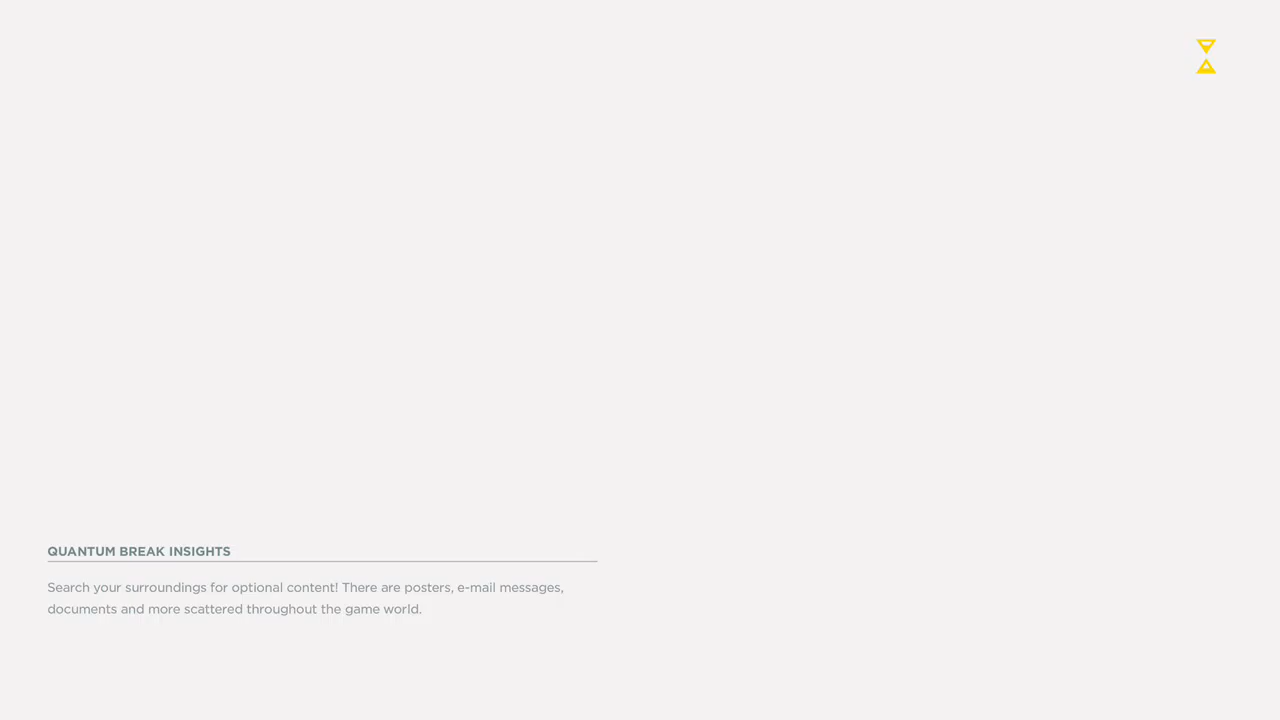 QUANTUM BREAK INSIGHTS
Search your surroundings for optional content! There are posters, e-mail messages,
documents and more scattered throughout the game world.